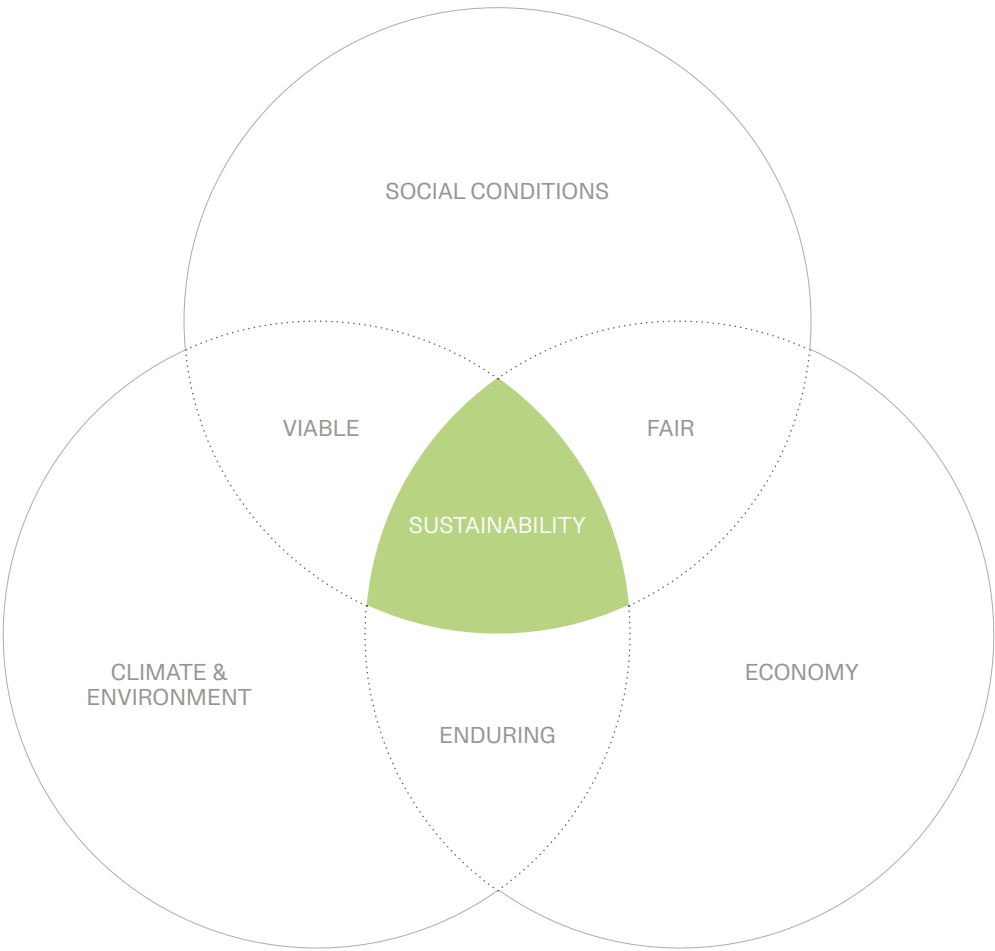 SOCIAL CONDITIONS
VIABLE
FAIR
SUSTAINABILITY
CLIMATE &
ENVIRONMENT
ECONOMY
ENDURING